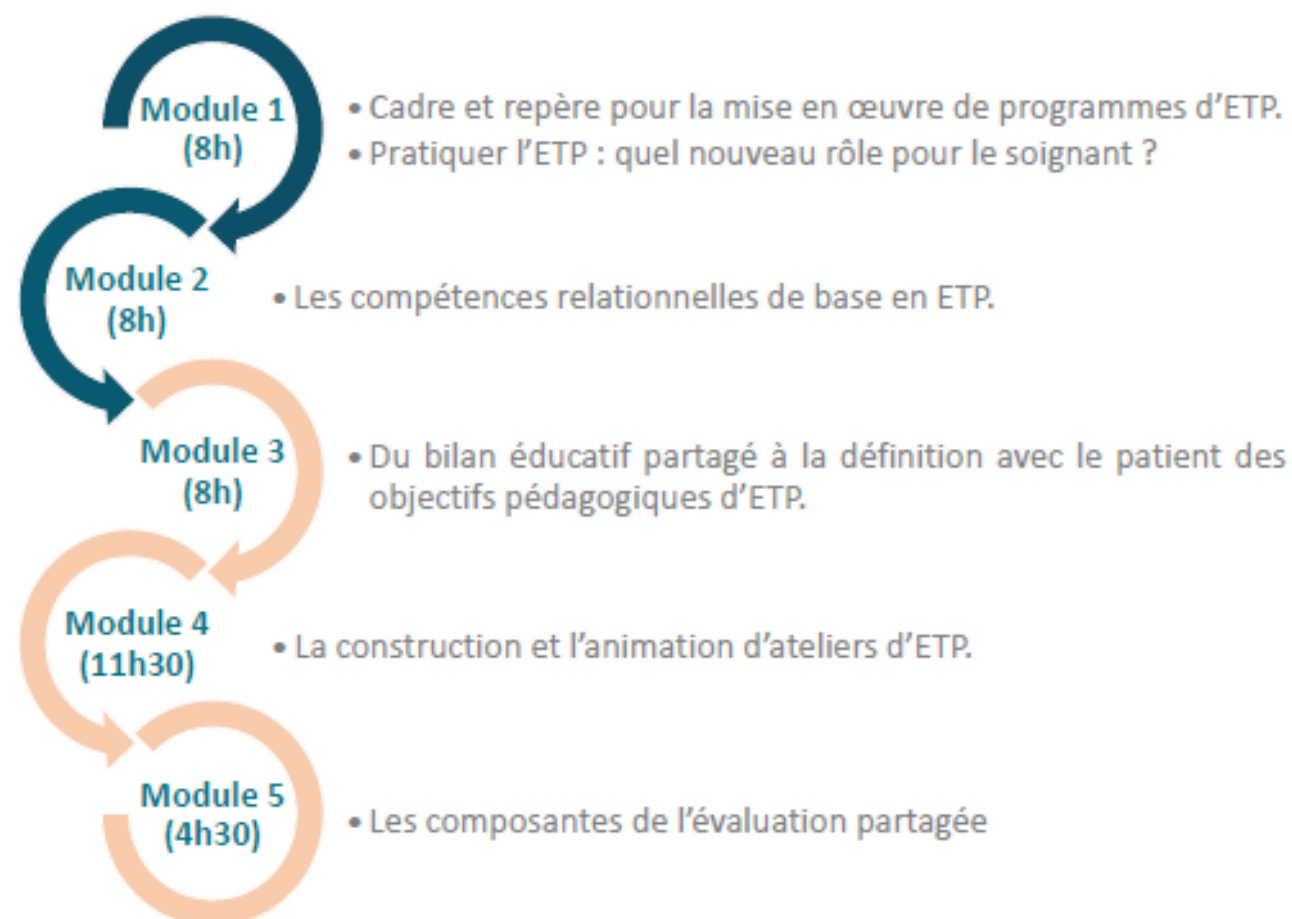 Module 1
(8h)
• Cadre et repère pour la mise en œuvre de programmes d’ETP.
• Pratiquer l’ETP : quel nouveau rôle pour le soignant ?
Module 2
(8h)
• Les compétences relationnelles de base en ETP.
Module 3
(8h)
• Du bilan éducatif partagé à la définition avec le patient des
objectifs pédagogiques d’ETP.
Module 4
(11h30)
• La construction et l’animation d’ateliers d’ETP.
Module 5
(4h30)
• Les composantes de l’évaluation partagée